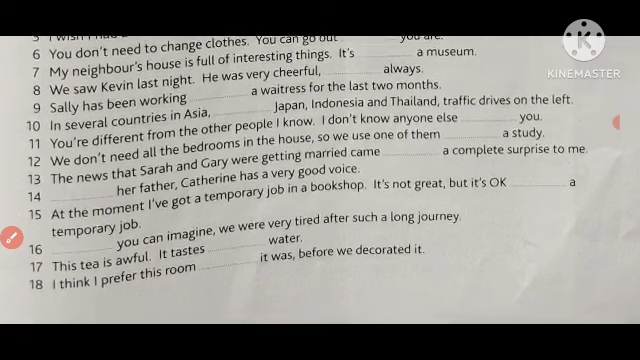 5 I wish I had a
6 You don't need to change clothes. You can go out ............ you are.
7 My neighbour's house is full of interesting things. It's ............ a museum.
8 We saw Kevin last night. He was very cheerful, ............ always.
9 Sally has been working ............ a waitress for the last two months.
10 In several countries in Asia, ............ Japan, Indonesia and Thailand, traffic drives on the left.
11 You're different from the other people I know. I don't know anyone else ............ you.
12 We don't need all the bedrooms in the house, so we use one of them ............ a study.
13 The news that Sarah and Gary were getting married came ............ a complete surprise to me.
14 ............ her father, Catherine has a very good voice.
15 At the moment I've got a temporary job in a bookshop. It's not great, but it's OK ............ a
temporary job.
16 ............ you can imagine, we were very tired after such a long journey.
17 This tea is awful. It tastes ............ water.
18 I think I prefer this room ............ it was, before we decorated it.
K
KINEMASTER